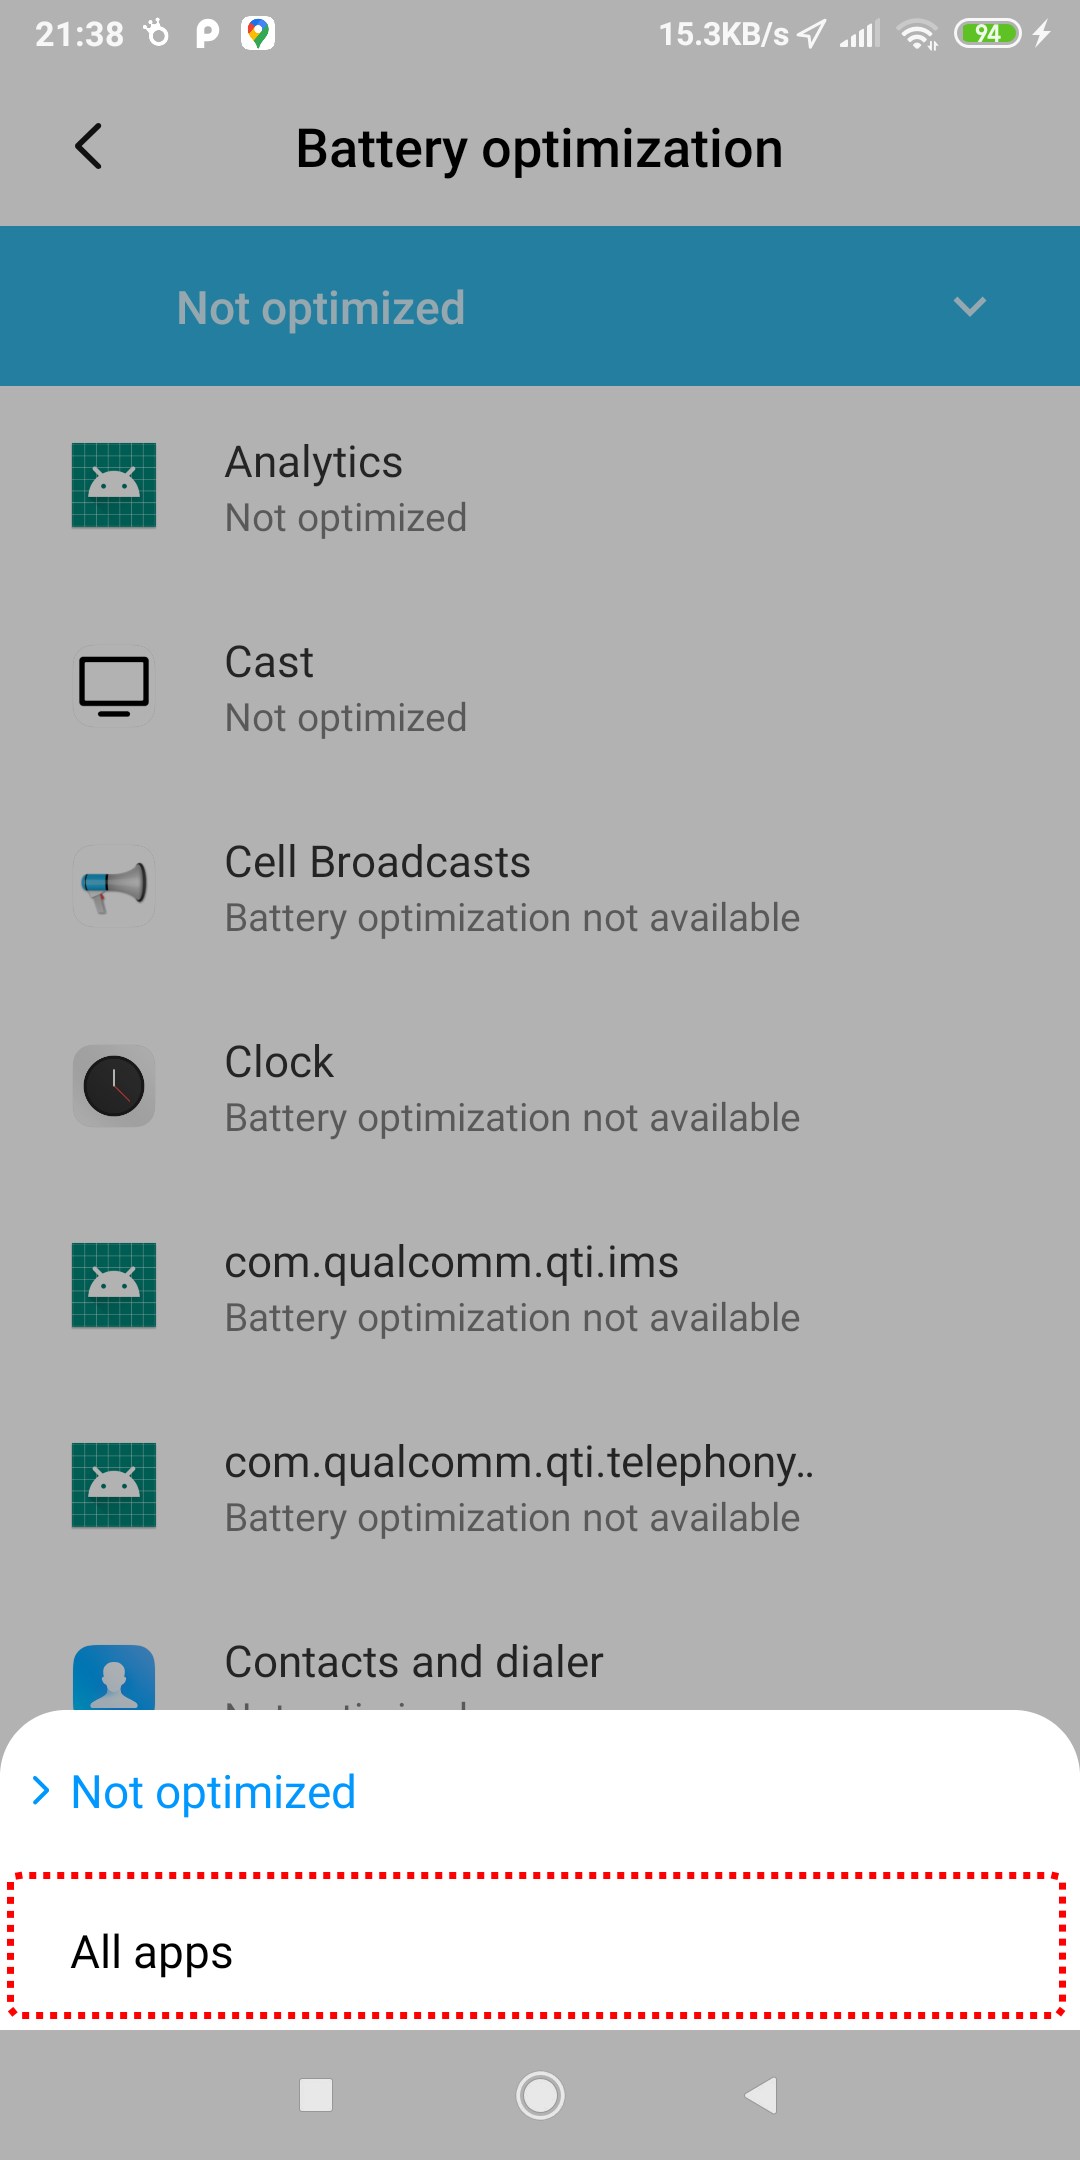 21:38
15.3KB/s
94
Battery optimization
Not optimized
Analytics
Not optimized
Cast
Not optimized
Cell Broadcasts
Battery optimization not available
Clock
Battery optimization not available
com.qualcomm.qti.ims
Battery optimization not available
com.qualcomm.qti.telephony..
Battery optimization not available
Contacts and dialer
Not optimized
Not optimized
All apps